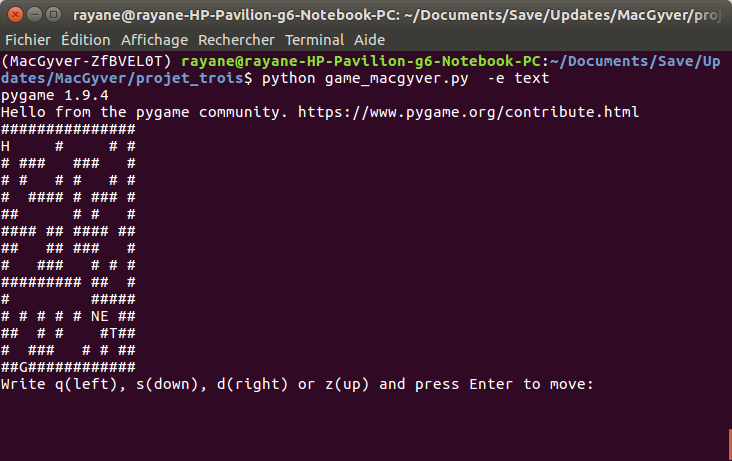 rayane@rayane-HP-Pavilion-g6-Notebook-PC: ~/Documents/Save/Updates/MacGyver/proj
Fichier Édition Affichage Rechercher Terminal Aide
(MacGyver-ZfBVEL0T) rayane@rayane-HP-Pavilion-g6-Notebook-PC:~/Documents/Save/Up
dates/MacGyver/projet_trois$ python game_macgyver.py  -e text
pygame 1.9.4
Hello from the pygame community. https://www.pygame.org/contribute.html
###############
H     #     # #
# ###   ###   #
# #   # #   # #
#  #### # ### #
##      # #   #
#### ## #### ##
##   ## ###   #
#   ###   # # #
######### ##  #
#         #####
# # # # # NE ##
##  # #    #T##
#  ###   # # ##
##G############
Write q(left), s(down), d(right) or z(up) and press Enter to move: